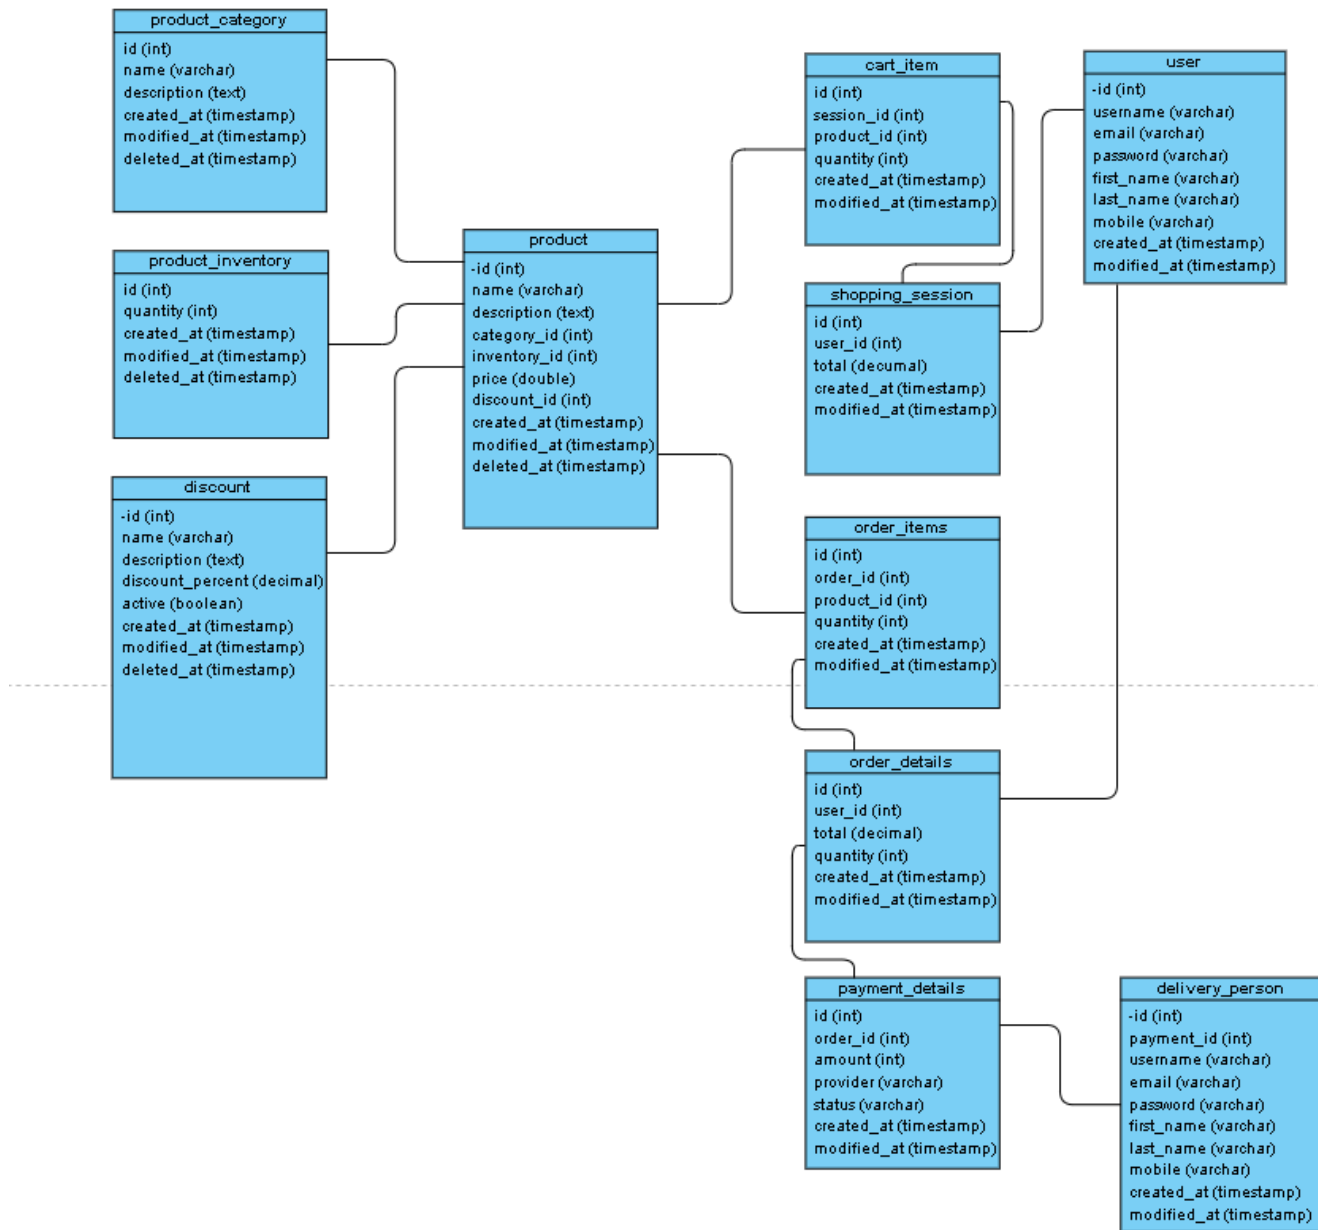 product_category
id (int)
name (varchar)
description (text)
created_at (timestamp)
modified_at (timestamp)
deleted_at (timestamp)
product_inventory
id (int)
quantity (int)
created_at (timestamp)
modified_at (timestamp)
deleted_at (timestamp)
discount
-id (int)
name (varchar)
description (text)
discount_percent (decimal)
active (boolean)
created_at (timestamp)
modified_at (timestamp)
deleted_at (timestamp)
product
-id (int)
name (varchar)
description (text)
category_id (int)
inventory_id (int)
price (double)
discount_id (int)
created_at (timestamp)
modified_at (timestamp)
deleted_at (timestamp)
cart_item
id (int)
session_id (int)
product_id (int)
quantity (int)
created_at (timestamp)
modified_at (timestamp)
shopping_session
id (int)
user_id (int)
total (decumal)
created_at (timestamp)
modified_at (timestamp)
order_items
id (int)
order_id (int)
product_id (int)
quantity (int)
created_at (timestamp)
modified_at (timestamp)
order_details
id (int)
user_id (int)
total (decimal)
quantity (int)
created_at (timestamp)
modified_at (timestamp)
payment_details
id (int)
order_id (int)
amount (int)
provider (varchar)
status (varchar)
created_at (timestamp)
modified_at (timestamp)
user
-id (int)
username (varchar)
email (varchar)
password (varchar)
first_name (varchar)
last_name (varchar)
mobile (varchar)
created_at (timestamp)
modified_at (timestamp)
delivery_person
-id (int)
payment_id (int)
username (varchar)
email (varchar)
password (varchar)
first_name (varchar)
last_name (varchar)
mobile (varchar)
created_at (timestamp)
modified_at (timestamp)